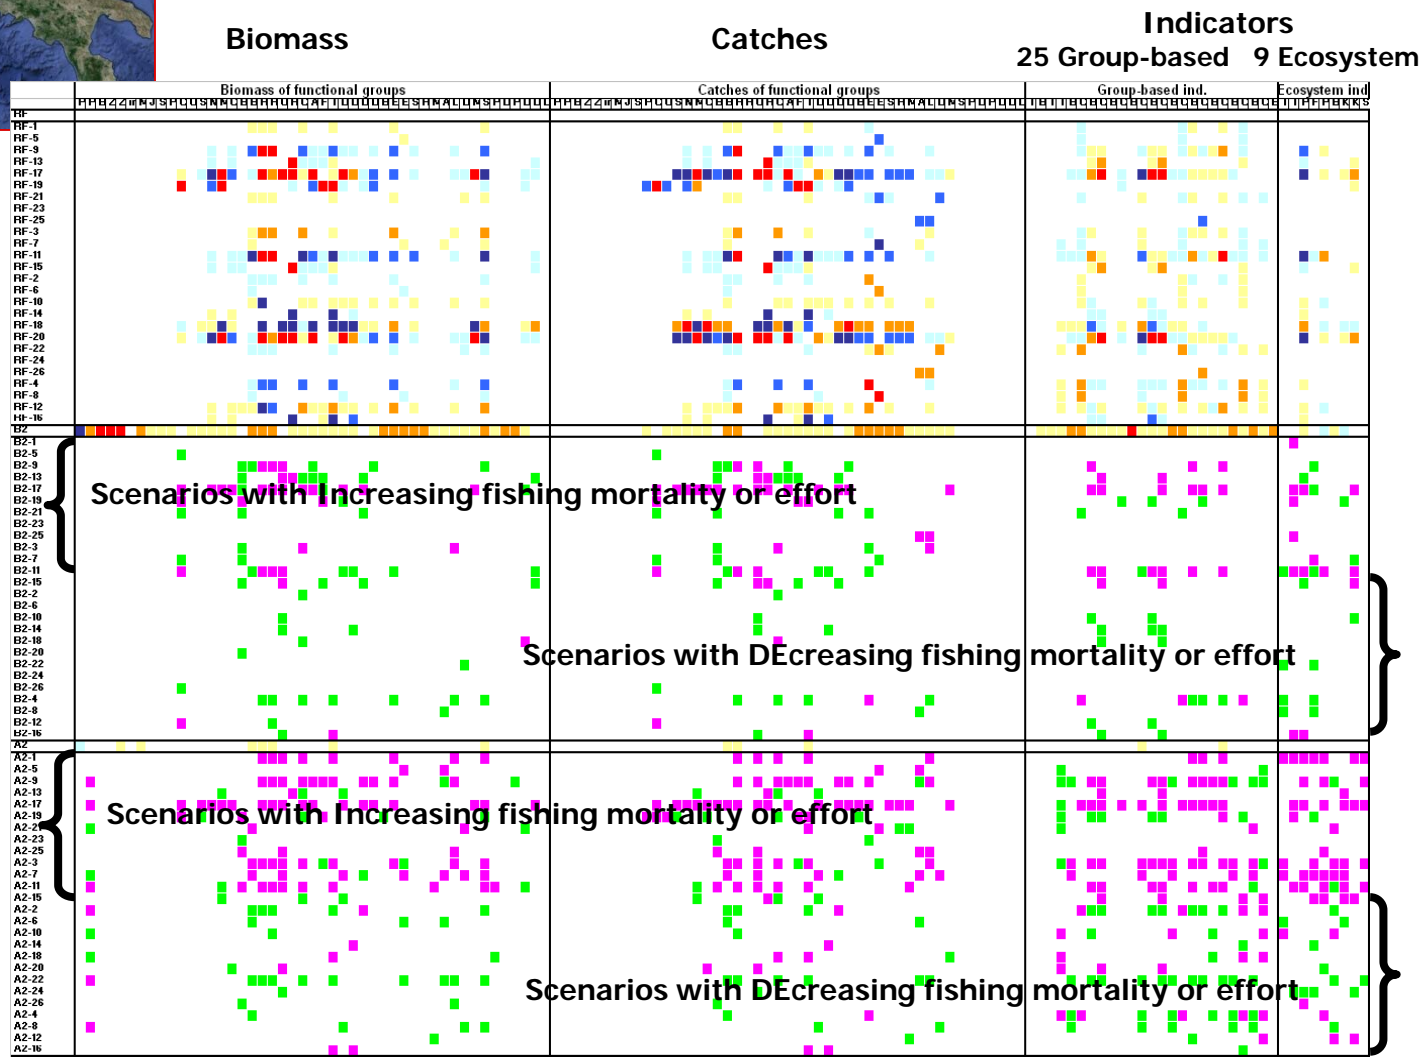 Indicators
Biomass
Catches
25 Group-based 9 Ecosystem
Biomass of functional groups
Catches of functional groups
Group-based ind.
Ecosystem ind
RF
RF-1
RF-5
RF-9
RF-13
RF-17
RF-19
RF-21
RF-23
RF-25
RF-3
RF-7
RF-11
RF-15
RF-2
RF-6
RF-10
RF-14
RF-18
RF-20
RF-22
RF-24
RF-26
RF-4
RF-8
RF-12
RF-16
B2
B2-1
B2-5
B2-9
B2-13
B2-17
Scenarios with Increasing fishing mortality or effort
B2-19
B2-21
B2-23
B2-25
B2-3
B2-7
B2-11
B2-15
B2-2
B2-6
B2-10
B2-14
B2-18
B2-20
Scenarios with DEcreasing fishing mortality or effort
B2-22
B2-24
B2-26
B2-4
B2-8
B2-12
B2-16
A2
A2-1
A2-5
A2-9
A2-13
A2-17
Scenarios with Increasing fishing mortality or effort
A2-19
A2-21
A2-23
A2-25
A2-3
A2-7
A2-11
A2-15
A2-2
A2-6
A2-10
A2-14
A2-18
A2-20
A2-22
Scenarios with DEcreasing fishing mortality or effort
A2-24
A2-26
A2-4
A2-8
A2-12
A2-16